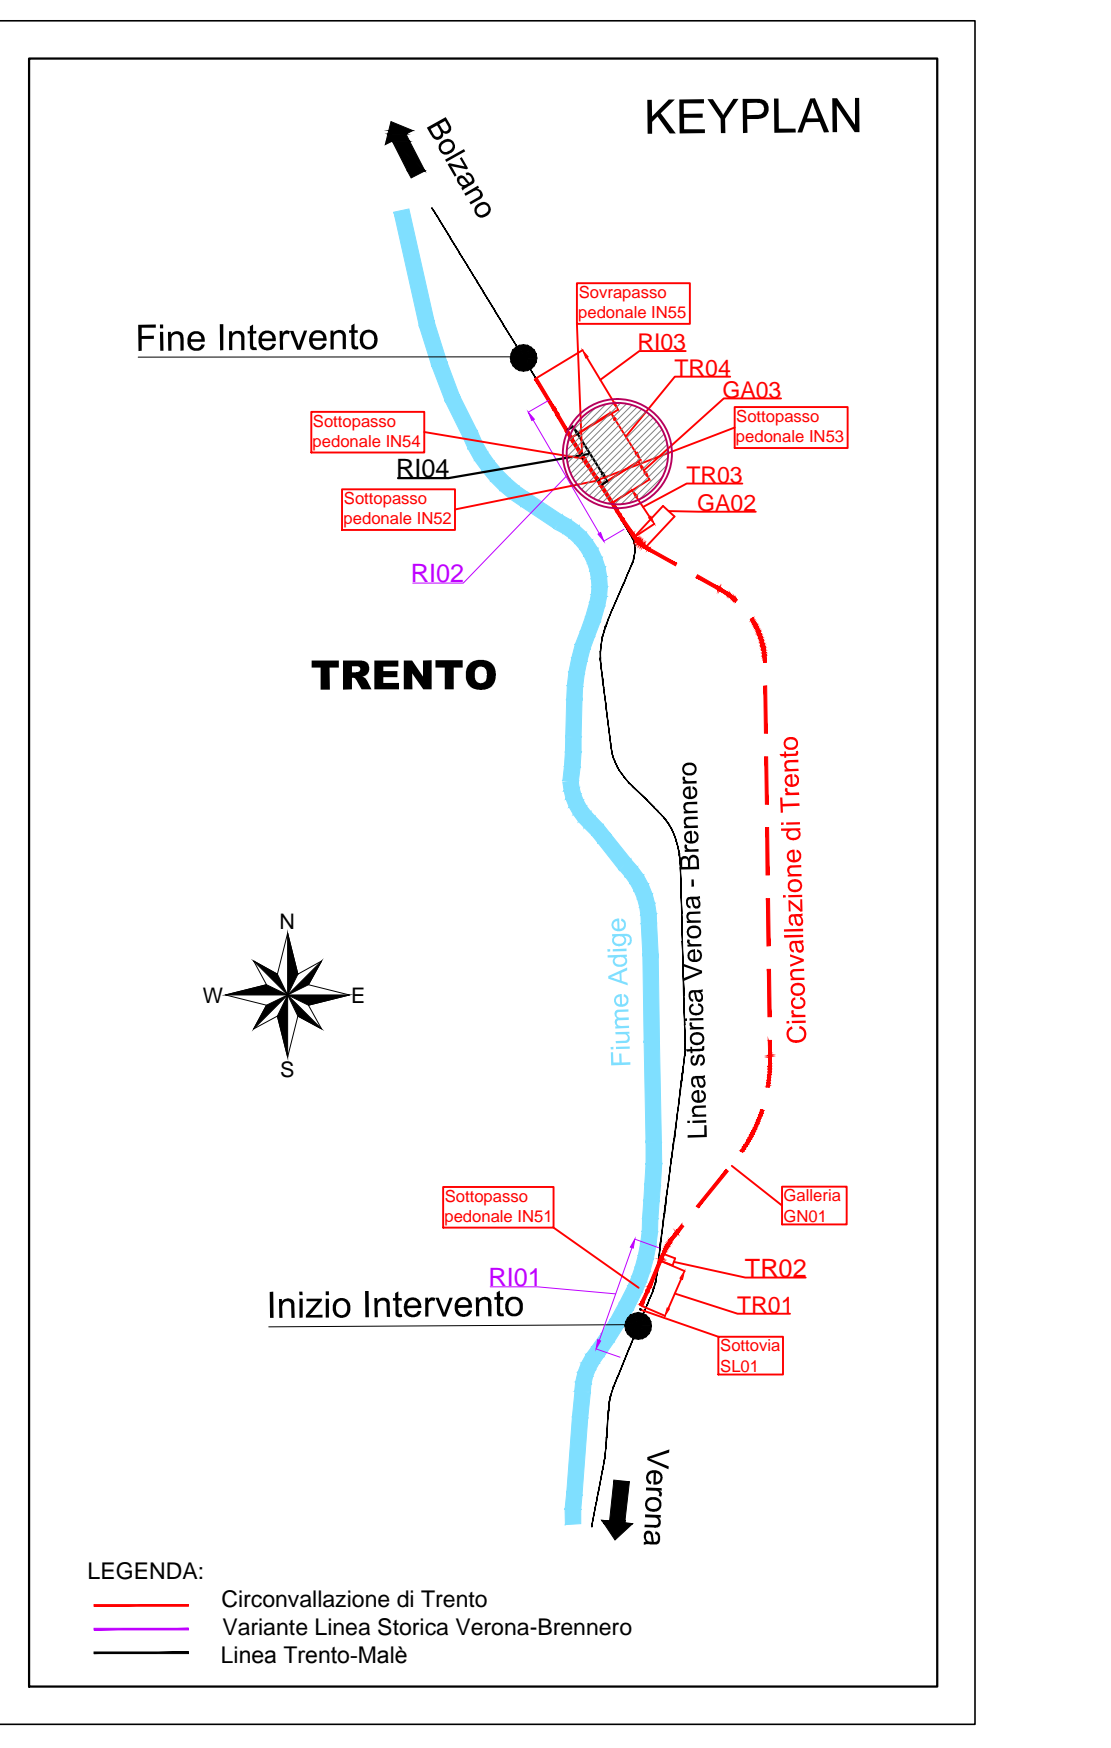 KEYPLAN
Bolzano
Sovrapasso
pedonale IN55
Fine Intervento
RI03
TR04
GA03
Sottopasso
pedonale IN53
Sottopasso
pedonale IN54
RI04
TR03
Sottopasso
pedonale IN52
GA02
RI02
TRENTO
Circonvallazione di Trento
Linea storica Verona - Brennero
Fiume Adige
N
W
E
S
Sottopasso
pedonale IN51
Galleria
GN01
TR02
RI01
TR01
Inizio Intervento
Sottovia
SL01
Verona
LEGENDA:
Circonvallazione di Trento
Variante Linea Storica Verona-Brennero
Linea Trento-Malè